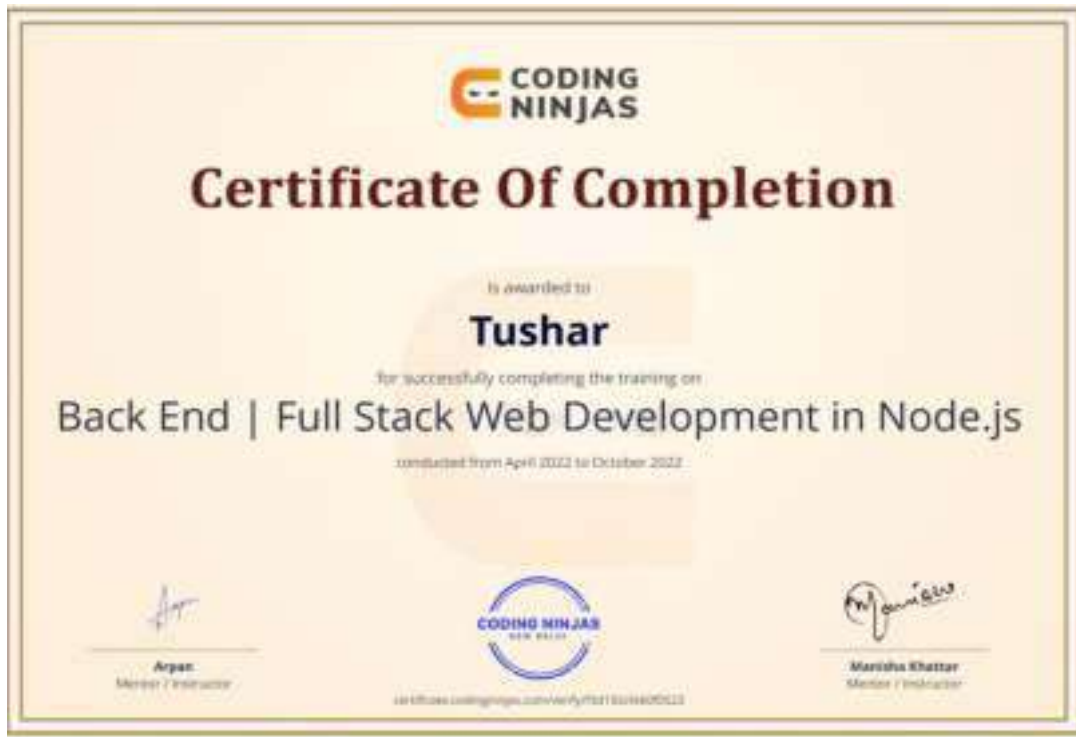 CODING
NINJAS
Certificate Of Completion
is awarded to
Tushar
for successfully completing the training on
Back End | Full Stack Web Development in Node.js
conducted from April 2022 to October 2022
CODING NINJAS
NEW DELHI
Arpan
Mentor / Instructor
Manisha Khattar
Mentor / Instructor